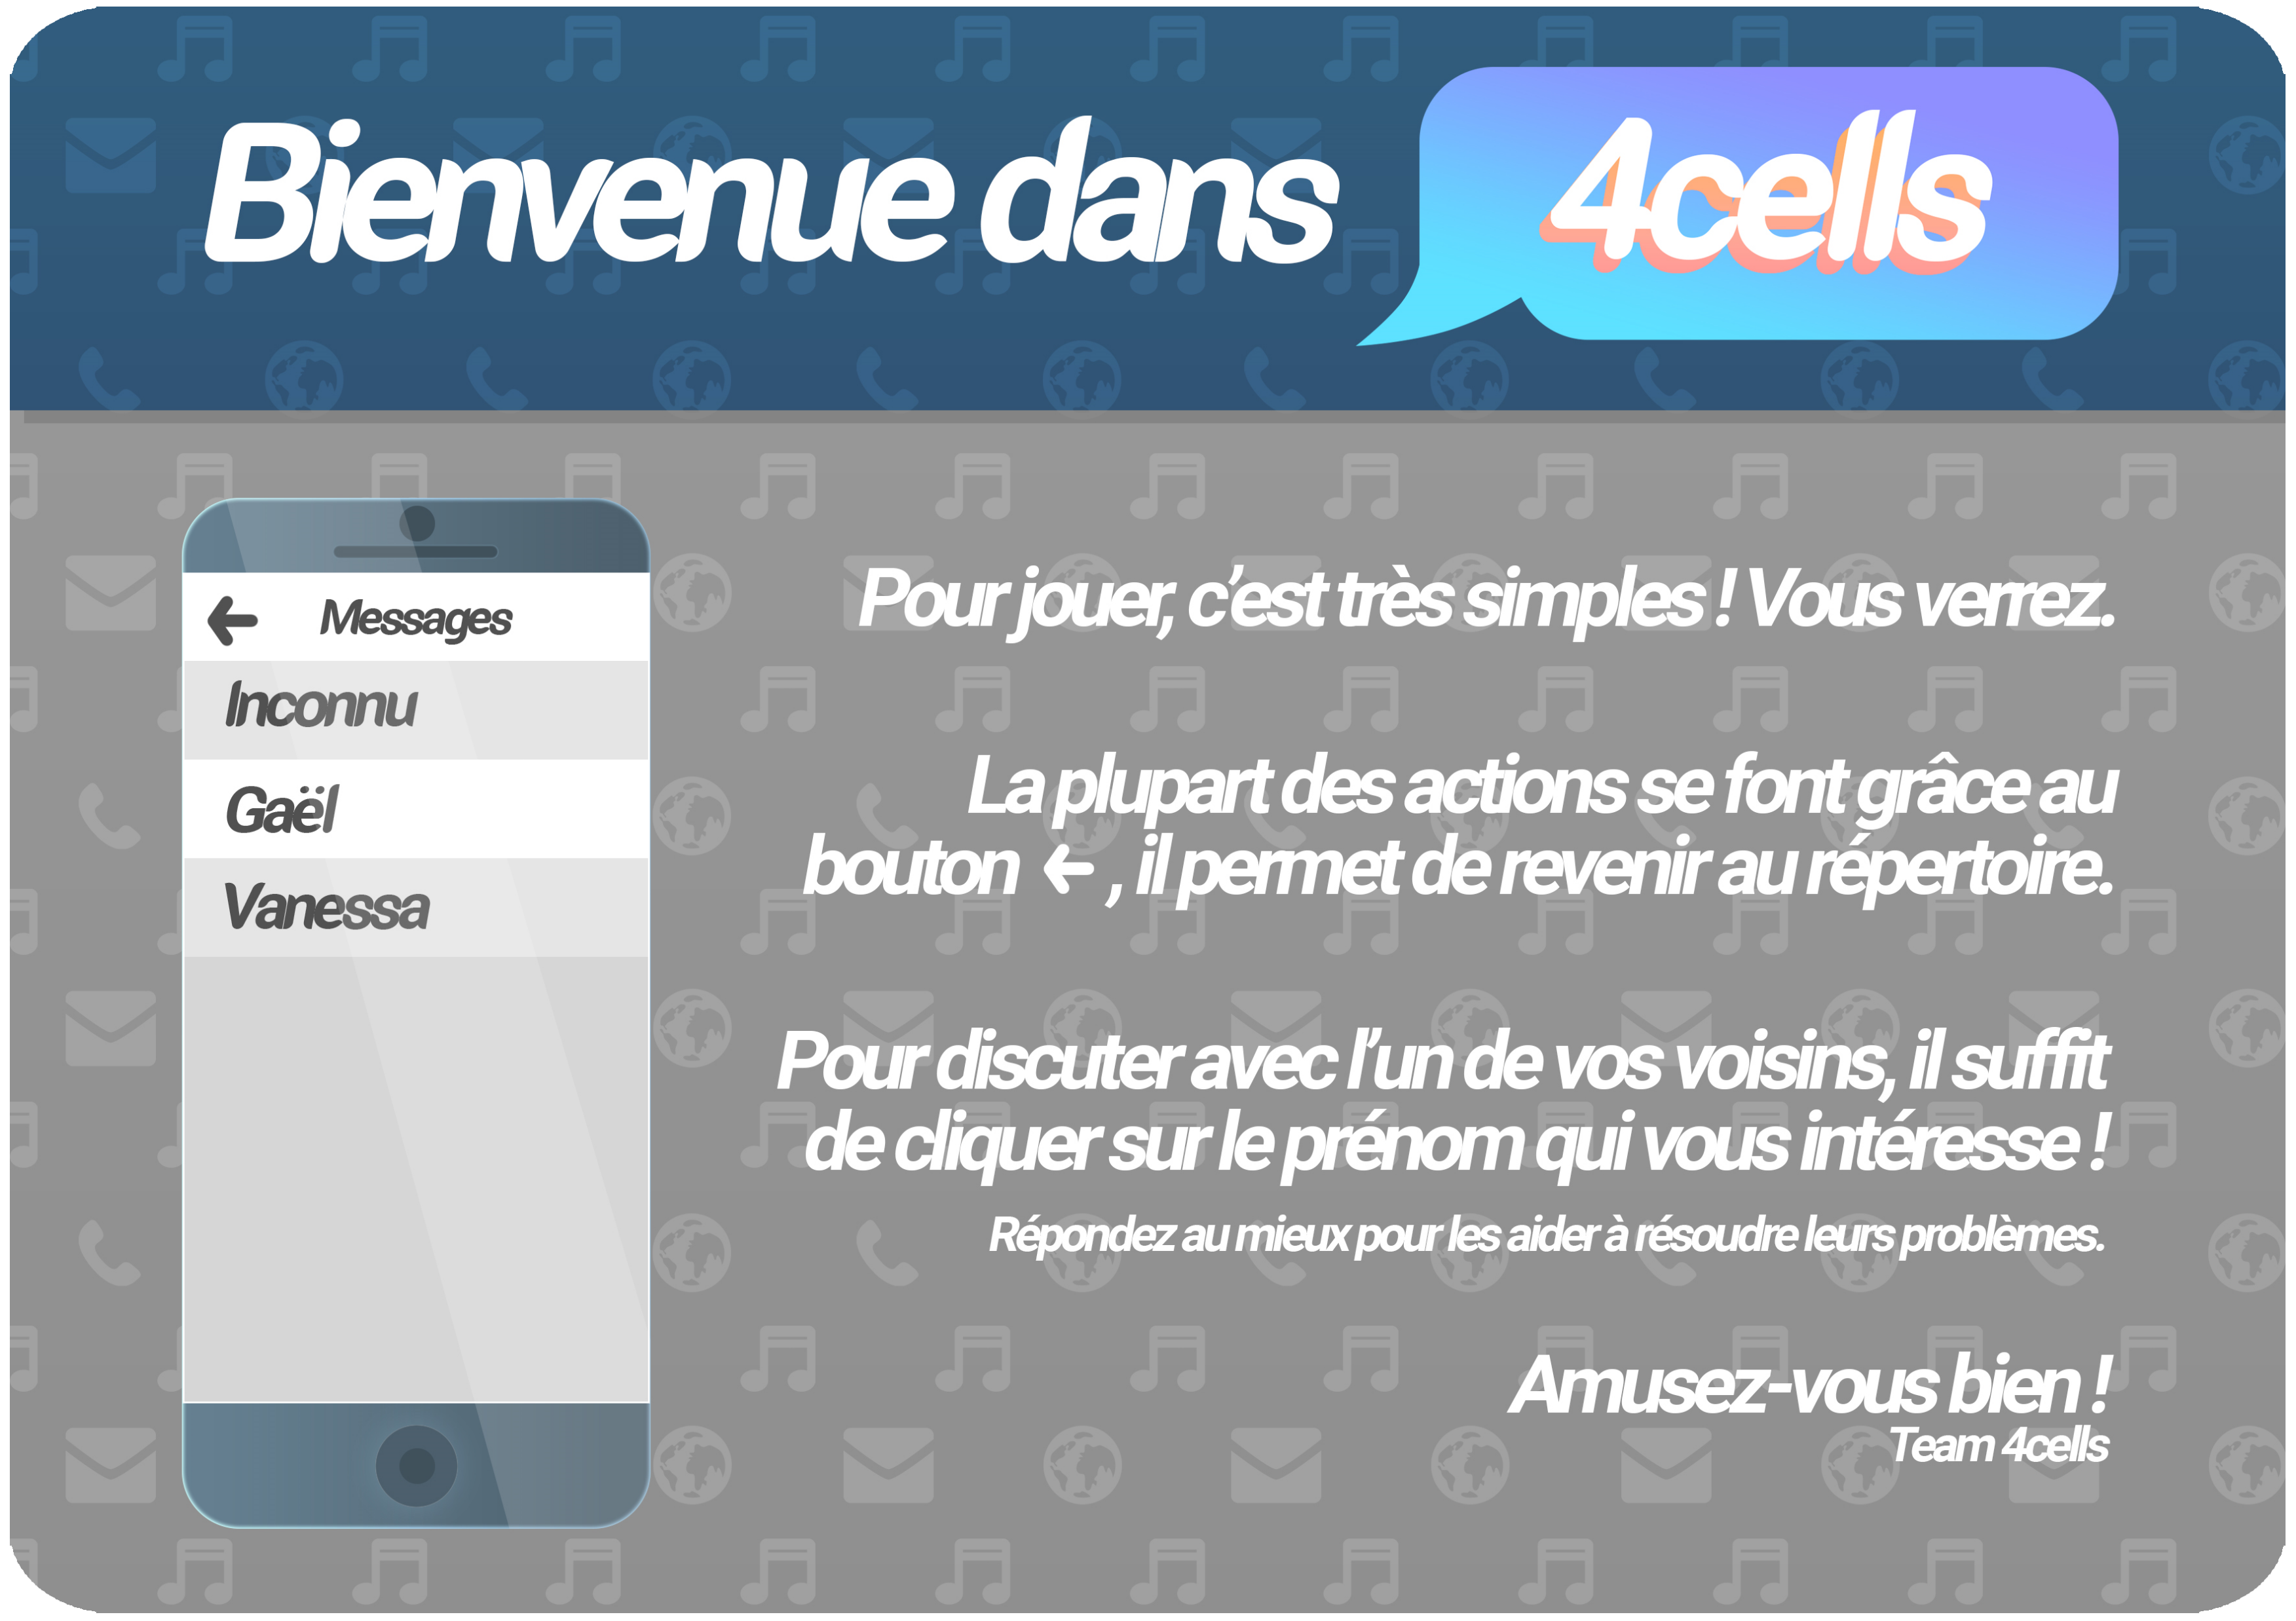 Bienvenue dans 4cells
Messages
Inconnu
Gaël
Vanessa
Pour jouer, c’est très simples ! Vous verrez.
La plupart des actions se font grâce au
bouton ←, il permet de revenir au répertoire.
Pour discuter avec l’un de vos voisins, il suffit
de cliquer sur le prénom qui vous intéresse !
Répondez au mieux pour les aider à résoudre leurs problèmes.
Amusez-vous bien !
Team 4cells